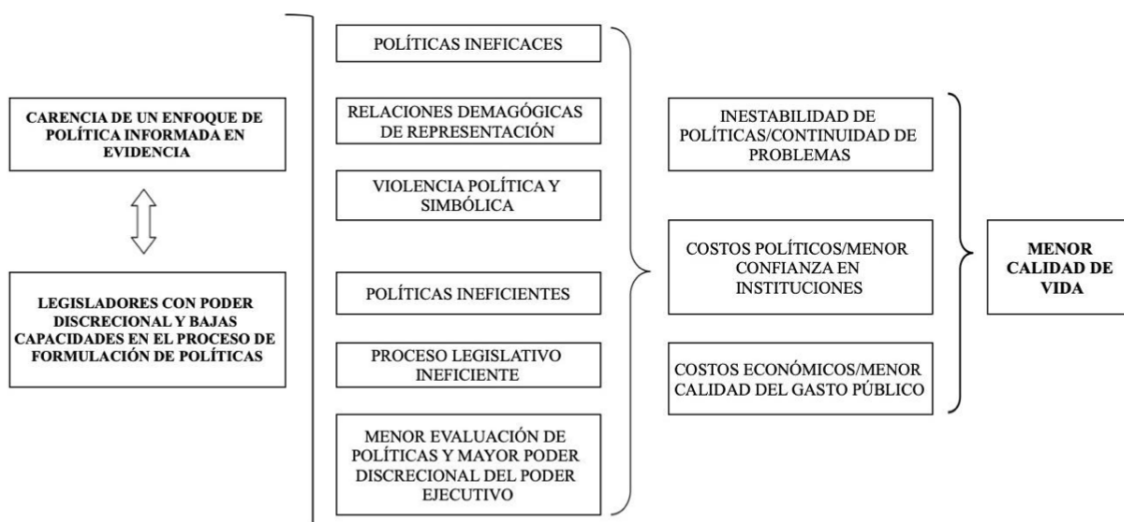 CARENCIA DE UN ENFOQUE DE
POLÍTICA INFORMADA EN
EVIDENCIA
LEGISLADORES CON PODER
DISCRECIONAL Y BAJAS
CAPACIDADES EN EL PROCESO DE
FORMULACIÓN DE POLÍTICAS
POLÍTICAS INEFICACES
RELACIONES DEMAGÓGICAS
DE REPRESENTACIÓN
VIOLENCIA POLÍTICA Y
SIMBÓLICA
POLÍTICAS INEFICIENTES
PROCESO LEGISLATIVO
INEFICIENTE
MENOR EVALUACIÓN DE
POLÍTICAS Y MAYOR PODER
DISCRECIONAL DEL PODER
EJECUTIVO
INESTABILIDAD DE
POLÍTICAS/CONTINUIDAD DE
PROBLEMAS
COSTOS POLÍTICOS/MENOR
CONFIANZA EN
INSTITUCIONES
COSTOS ECONÓMICOS/MENOR
CALIDAD DEL GASTO PÚBLICO
MENOR
CALIDAD DE
VIDA